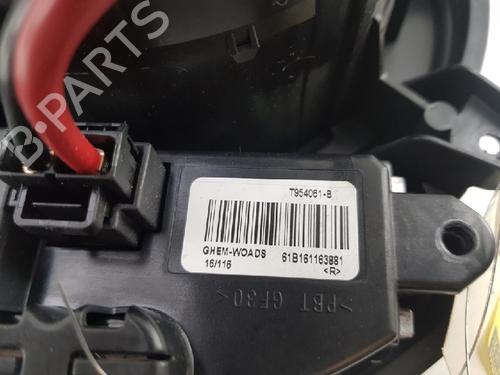 B-PARTS
T954061-B
GHEM-WOADS 61B161163881
16/116 <R>
>PBT GF30<